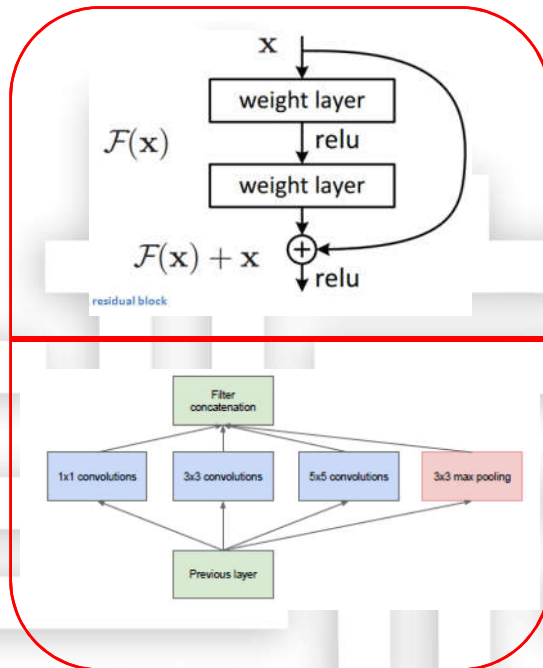 x
weight layer
F(x)
relu
weight layer
F(x) + x
relu
residual block
Filter
concatenation
1x1 convolutions
3x3 convolutions
5x5 convolutions
3x3 max pooling
Previous layer